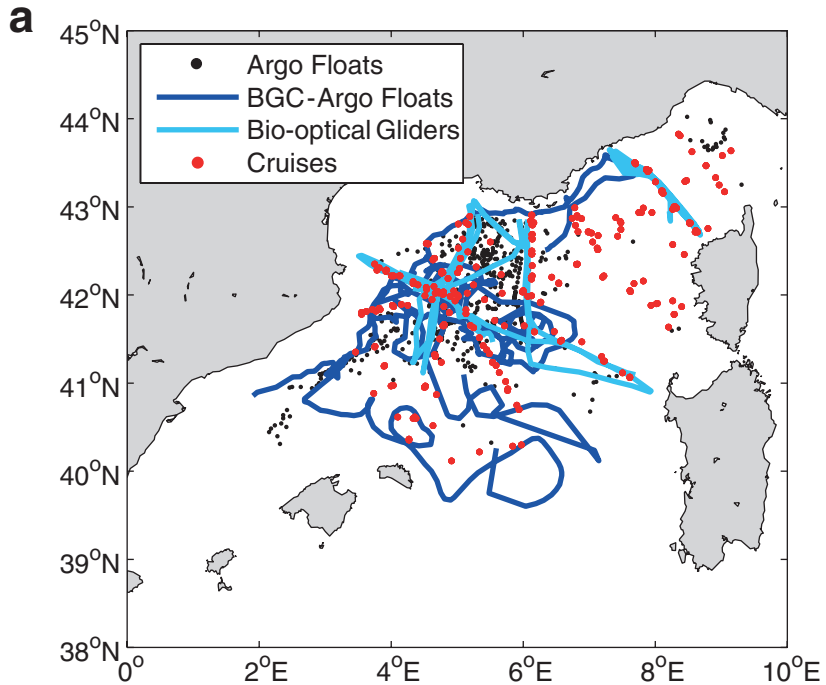 a
45°N
44°N
43°N
42°N
41°N
40°N
39°N
38°N
Argo Floats
BGC-Argo Floats
Bio-optical Gliders
Cruises
0°
2°E
4°E
6°E
8°E
10°E